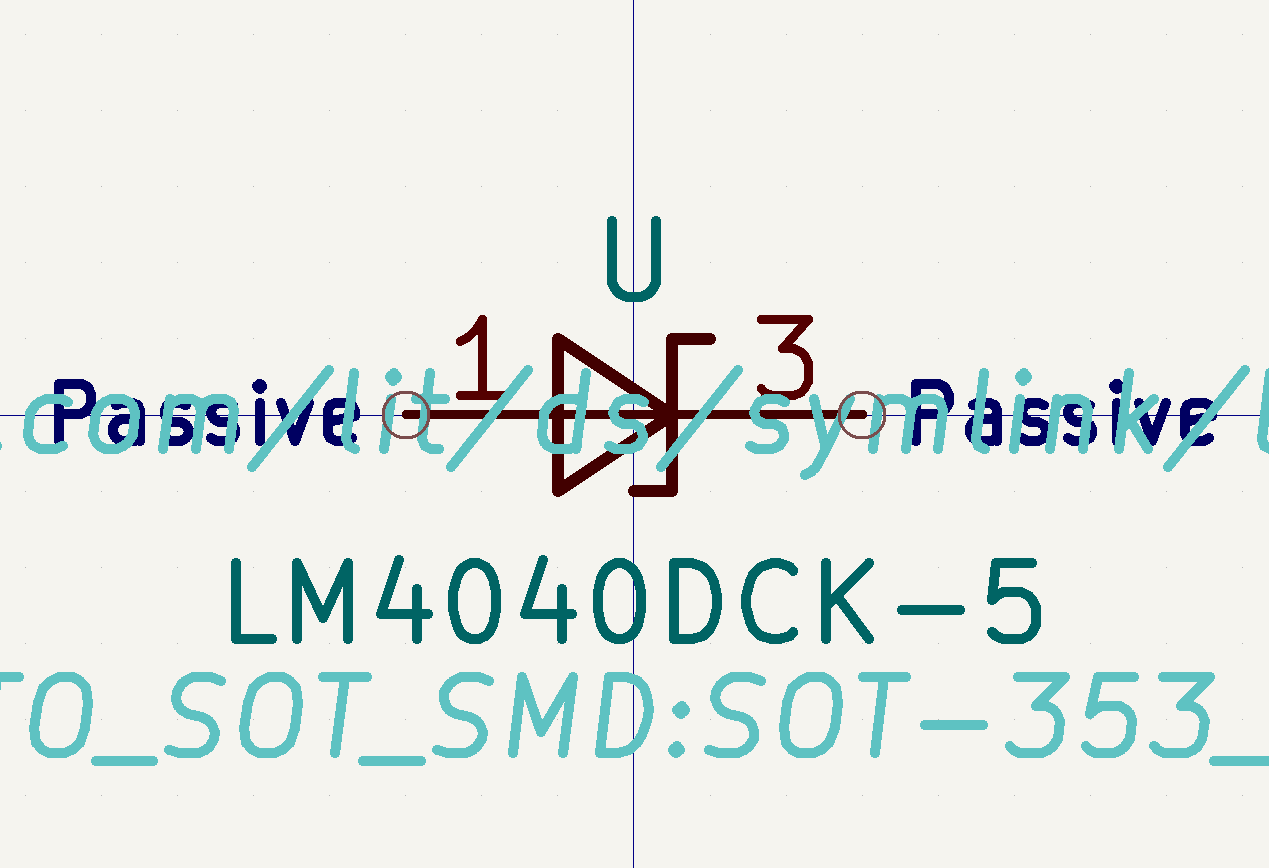 U
1 3
Passive Passive
.com/lit/ds/symlink/l
LM4040DCK-5
TO_SOT_SMD:SOT-353_